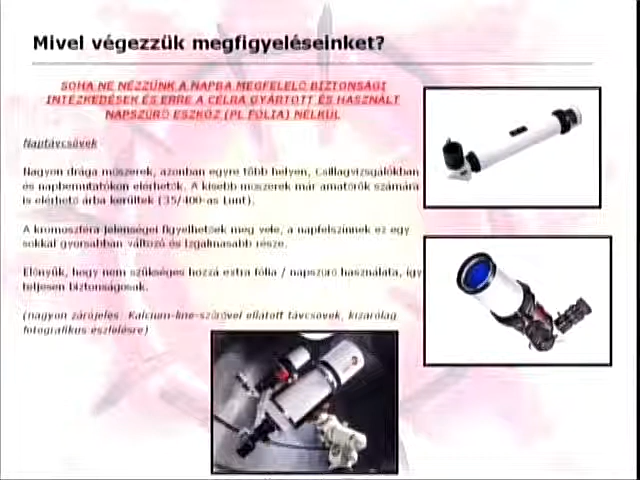 Mivel végezzük megfigyeléseinket?
SOHA NE NÉZZÜNK A NAPBA MEGFELELŐ BIZTONSÁGI
INTÉZKEDÉSEK ÉS ERRE A CÉLRA GYÁRTOTT ÉS HASZNÁLT
NAPSZŰRŐ ESZKÖZ (PL FÓLIA) NÉLKÜL
Naptávcsövek
Nagyon drága műszerek, azonban egyre több helyen, csillagvizsgálókban
és napbemutatókon elérhetők. A kisebb műszerek már amatőrök számára
is elérhető árba kerültek (35/400-as Lunt).
A kromoszféra jelenségei figyelhetőek meg vele, a napfelszínnek ez egy
sokkal gyorsabban változó és izgalmasabb része.
Előnyük, hogy nem szükséges hozzá extra fólia / napszűrő használata, így
teljesen biztonságosak.
(nagyon zárójeles: Kalcium-line-szűrővel ellátott távcsövek, kizárólag
fotografikus észlelésre)